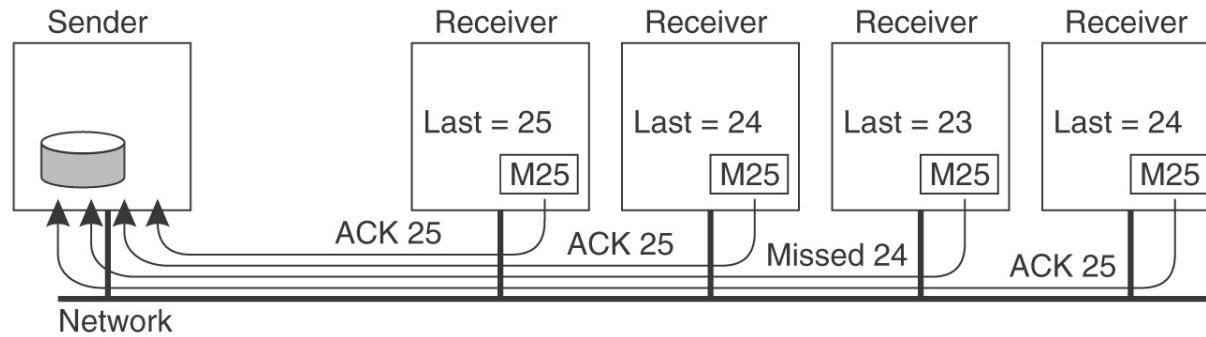 Sender
Receiver
Receiver
Receiver
Receiver
Last = 25
Last = 24
Last = 23
Last = 24
M25
M25
M25
M25
ACK 25
ACK 25
Missed 24
ACK 25
Network